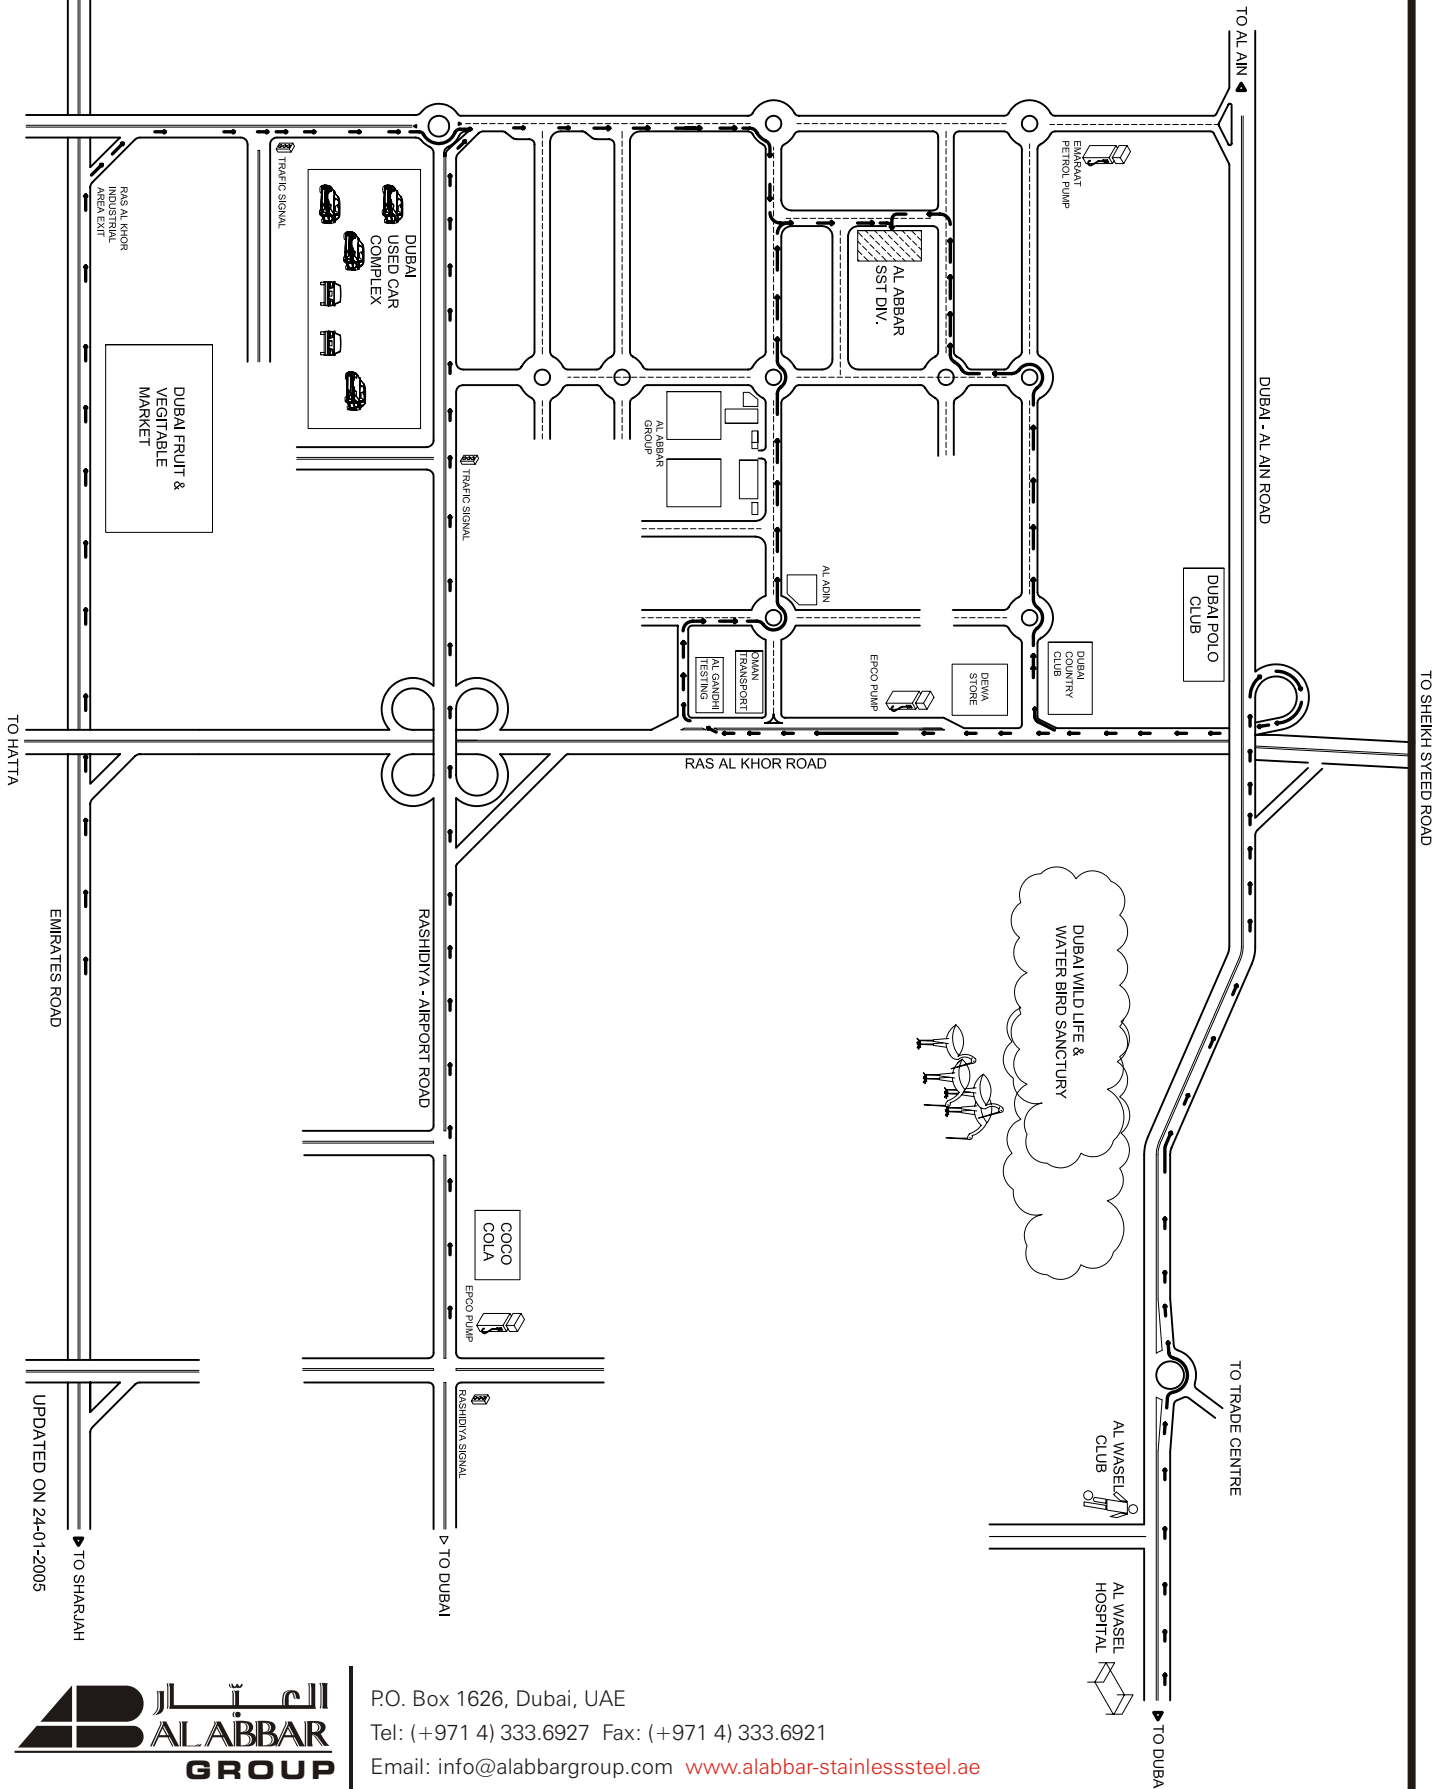 TO AL AIN
EMARAAT
PETROL PUMP
TRAFIC SIGNAL
RAS AL KHOR
INDUSTRIAL
AREA EXIT
DUBAI
USED CAR
COMPLEX
AL ABBAR
SST DIV.
DUBAI FRUIT &
VEGITABLE
MARKET
DUBAI - AL AIN ROAD
AL ABBAR
GROUP
TRAFIC SIGNAL
AL ADIN
DUBAI POLO
CLUB
DUBAI
COUNTRY
CLUB
DEWA
STORE
EPCO PUMP
OMAN
TRANSPORT
AL GANDHI
TESTING
TO SHEIKH SYEED ROAD
TO HATTA
RAS AL KHOR ROAD
EMIRATES ROAD
RASHIDIYA - AIRPORT ROAD
DUBAI WILD LIFE &
WATER BIRD SANCTURY
COCO
COLA
EPCO PUMP
RASHIDIYA SIGNAL
TO TRADE CENTRE
AL WASEL
CLUB
AL WASEL
HOSPITAL
UPDATED ON 24-01-2005
TO SHARJAH
TO DUBAI
TO DUBA
العبّار
AL ABBAR
GROUP
P.O. Box 1626, Dubai, UAE
Tel: (+971 4) 333.6927 Fax: (+971 4) 333.6921
Email: info@alabbargroup.com www.alabbar-stainlesssteel.ae